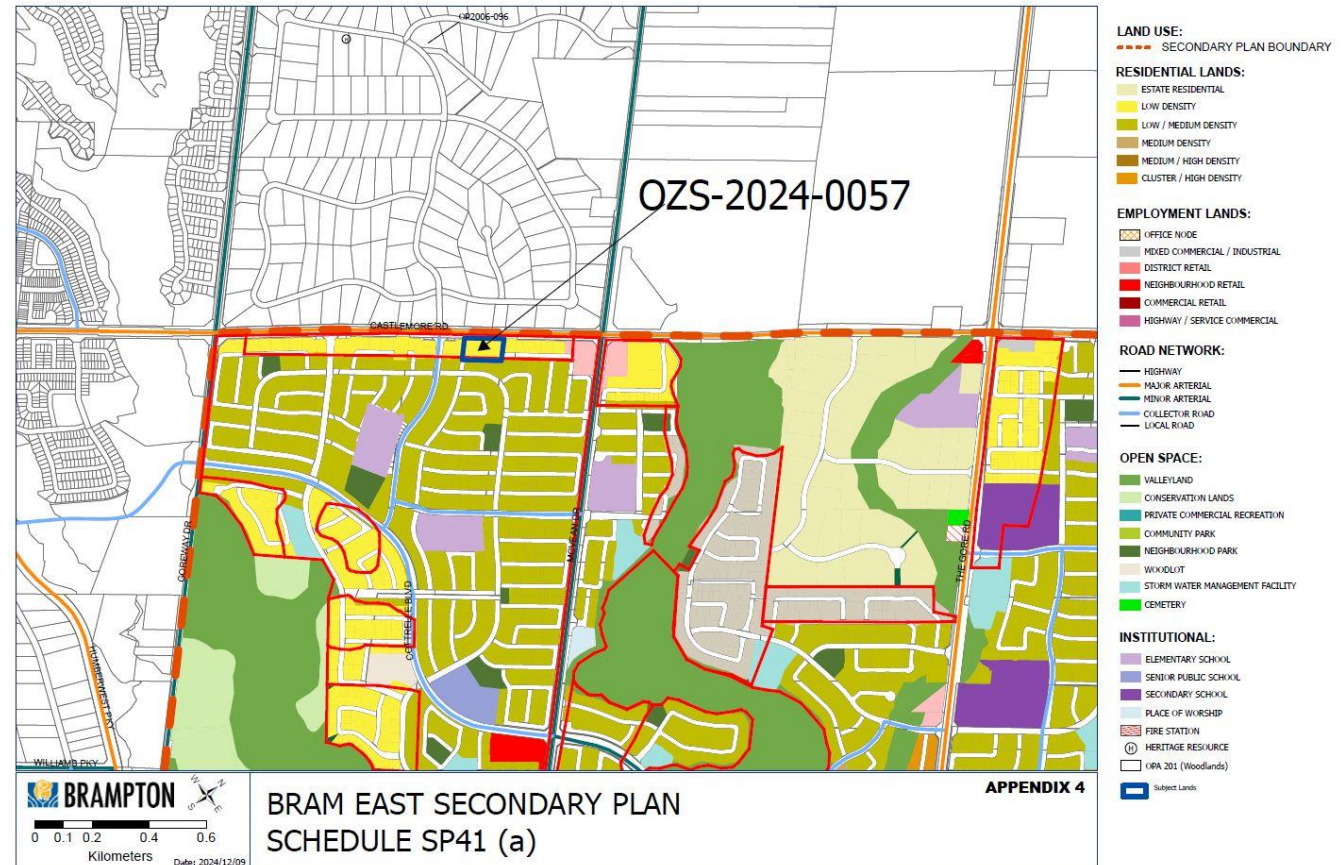 OP2006-096
H
OZS-2024-0057
CASTLEMORE RD
GOREWAY DR
MCVEAN DR
THE GORE RD
COTTRELLE BLVD
HUMBERWEST PKY
WILLIAMS PKY
LAND USE:
SECONDARY PLAN BOUNDARY
RESIDENTIAL LANDS:
ESTATE RESIDENTIAL
LOW DENSITY
LOW / MEDIUM DENSITY
MEDIUM DENSITY
MEDIUM / HIGH DENSITY
CLUSTER / HIGH DENSITY
EMPLOYMENT LANDS:
OFFICE NODE
MIXED COMMERCIAL / INDUSTRIAL
DISTRICT RETAIL
NEIGHBOURHOOD RETAIL
COMMERCIAL RETAIL
HIGHWAY / SERVICE COMMERCIAL
ROAD NETWORK:
HIGHWAY
MAJOR ARTERIAL
MINOR ARTERIAL
COLLECTOR ROAD
LOCAL ROAD
OPEN SPACE:
VALLEYLAND
CONSERVATION LANDS
PRIVATE COMMERCIAL RECREATION
COMMUNITY PARK
NEIGHBOURHOOD PARK
WOODLOT
STORM WATER MANAGEMENT FACILITY
CEMETERY
INSTITUTIONAL:
ELEMENTARY SCHOOL
SENIOR PUBLIC SCHOOL
SECONDARY SCHOOL
PLACE OF WORSHIP
FIRE STATION
H HERITAGE RESOURCE
OPA 201 (Woodlands)
Subject Lands
BRAMPTON
W N
S E
0 0.1 0.2 0.4 0.6
Kilometers
Date: 2024/12/09
BRAM EAST SECONDARY PLAN
SCHEDULE SP41 (a)
APPENDIX 4